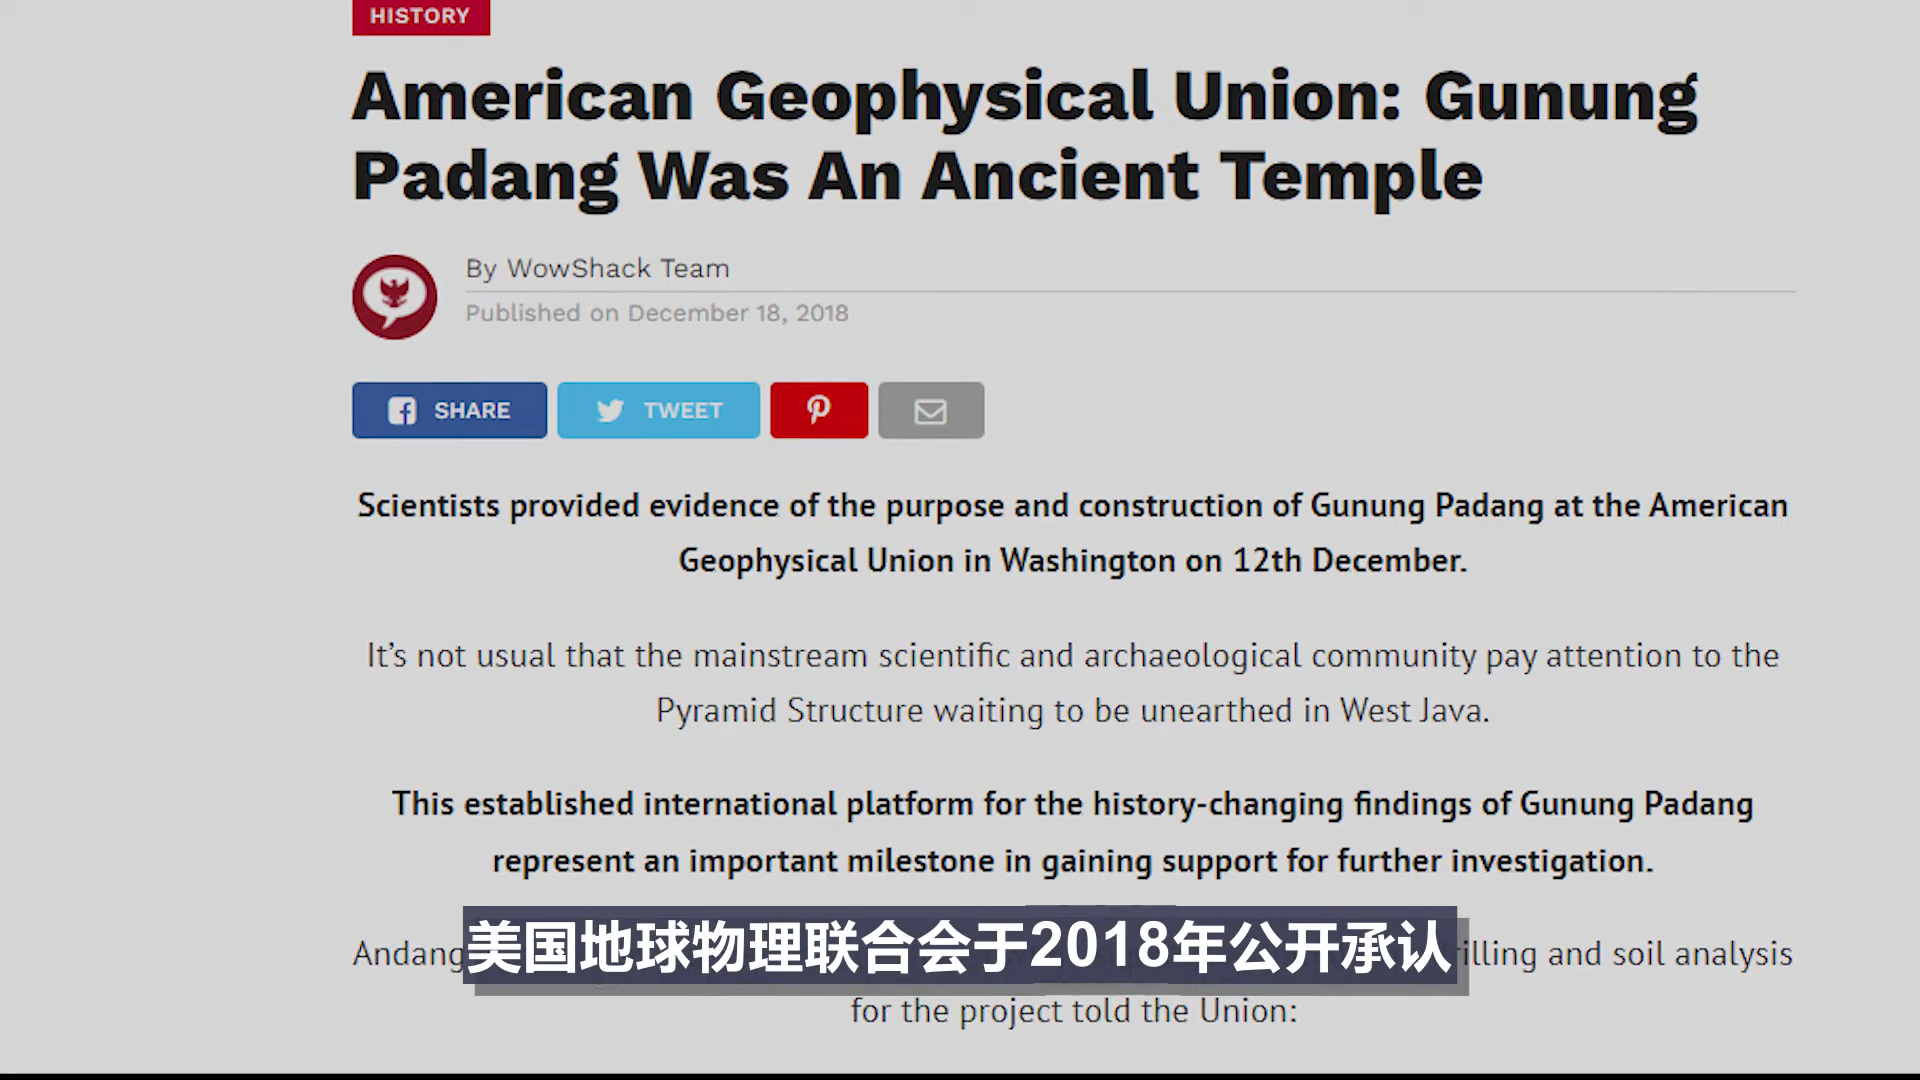 HISTORY
American Geophysical Union: Gunung
Padang Was An Ancient Temple
By WowShack Team
Published on December 18, 2018
SHARE
TWEET
Scientists provided evidence of the purpose and construction of Gunung Padang at the American
Geophysical Union in Washington on 12th December.
It’s not usual that the mainstream scientific and archaeological community pay attention to the
Pyramid Structure waiting to be unearthed in West Java.
This established international platform for the history-changing findings of Gunung Padang
represent an important milestone in gaining support for further investigation.
Andang
美国地球物理联合会于2018年公开承认
rilling and soil analysis
for the project told the Union: